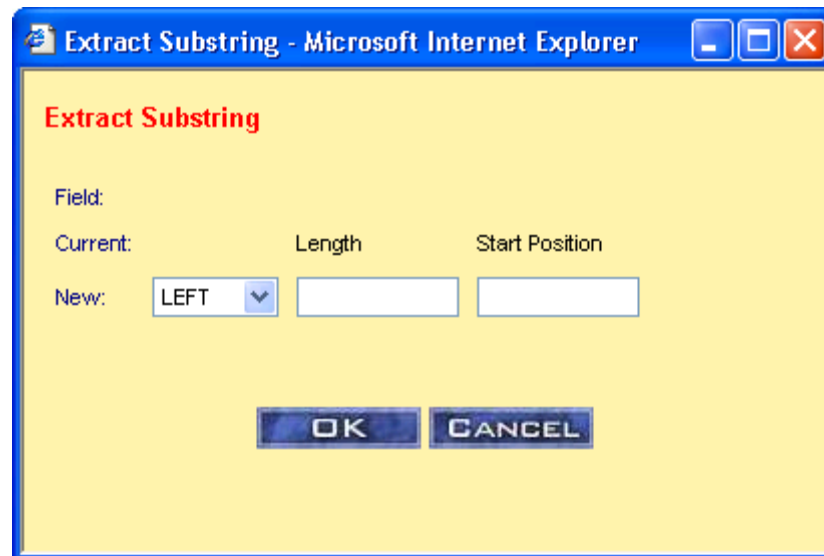 Extract Substring - Microsoft Internet Explorer
Extract Substring
Field:
Current: Length Start Position
New: LEFT
OK CANCEL